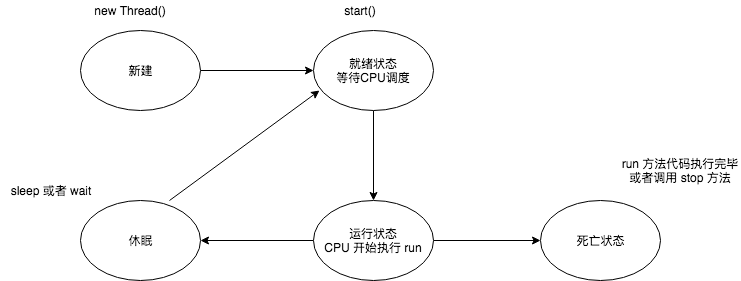 new Thread()
start()
新建
就绪状态
等待CPU调度
run 方法代码执行完毕
或者调用 stop 方法
sleep 或者 wait
休眠
运行状态
CPU 开始执行 run
死亡状态